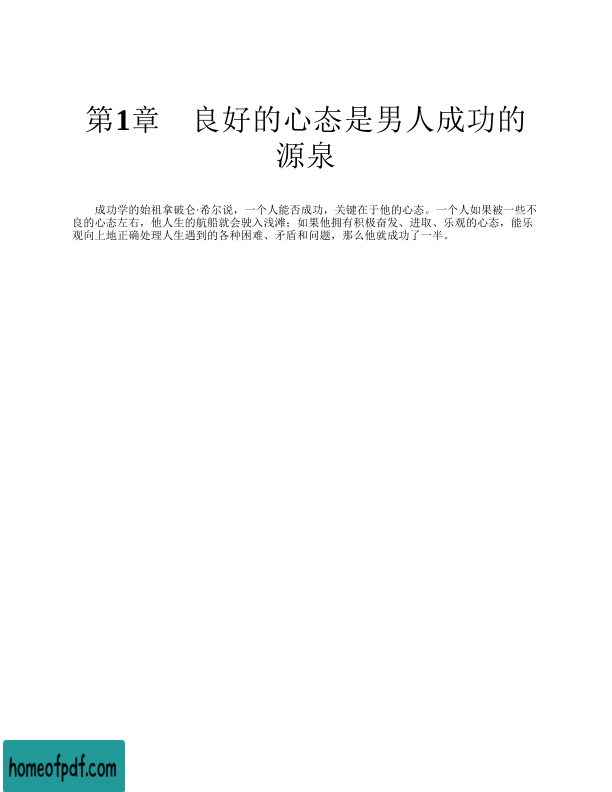 第1章　良好的心态是男人成功的
源泉
成功学的始祖拿破仑·希尔说，一个人能否成功，关键在于他的心态。一个人如果被一些不
良的心态左右，他人生的航船就会驶入浅滩；如果他拥有积极奋发、进取、乐观的心态，能乐
观向上地正确处理人生遇到的各种困难、矛盾和问题，那么他就成功了一半。
homeofpdf.com